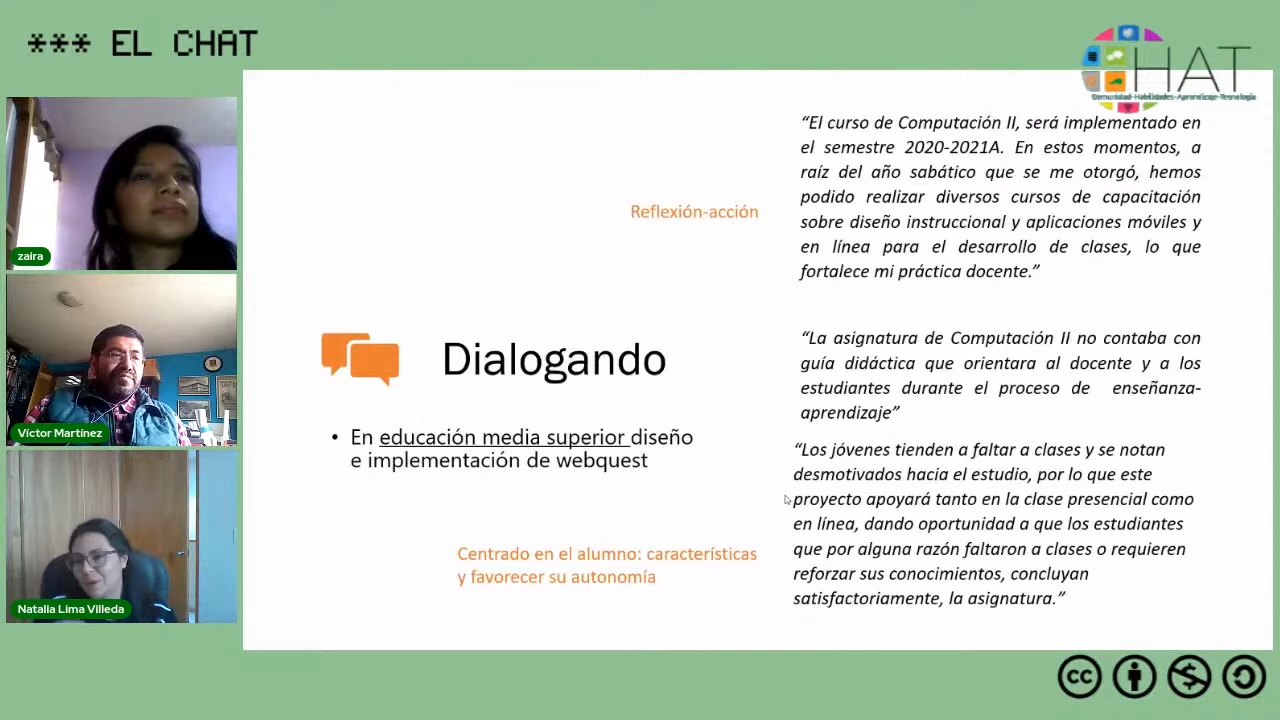 *** EL CHAT
HAT
Comunidad- Habilidades -Aprendizaje-Tecnología
zaira
Víctor Martínez
Natalia Lima Villeda
Reflexión-acción
Dialogando
• En educación media superior diseño
e implementación de webquest
Centrado en el alumno: características
y favorecer su autonomía
“El curso de Computación II, será implementado en
el semestre 2020-2021A. En estos momentos, a
raíz del año sabático que se me otorgó, hemos
podido realizar diversos cursos de capacitación
sobre diseño instruccional y aplicaciones móviles y
en línea para el desarrollo de clases, lo que
fortalece mi práctica docente.”
“La asignatura de Computación II no contaba con
guía didáctica que orientara al docente y a los
estudiantes durante el proceso de enseñanza-
aprendizaje”
“Los jóvenes tienden a faltar a clases y se notan
desmotivados hacia el estudio, por lo que este
proyecto apoyará tanto en la clase presencial como
en línea, dando oportunidad a que los estudiantes
que por alguna razón faltaron a clases o requieren
reforzar sus conocimientos, concluyan
satisfactoriamente, la asignatura.”
cc